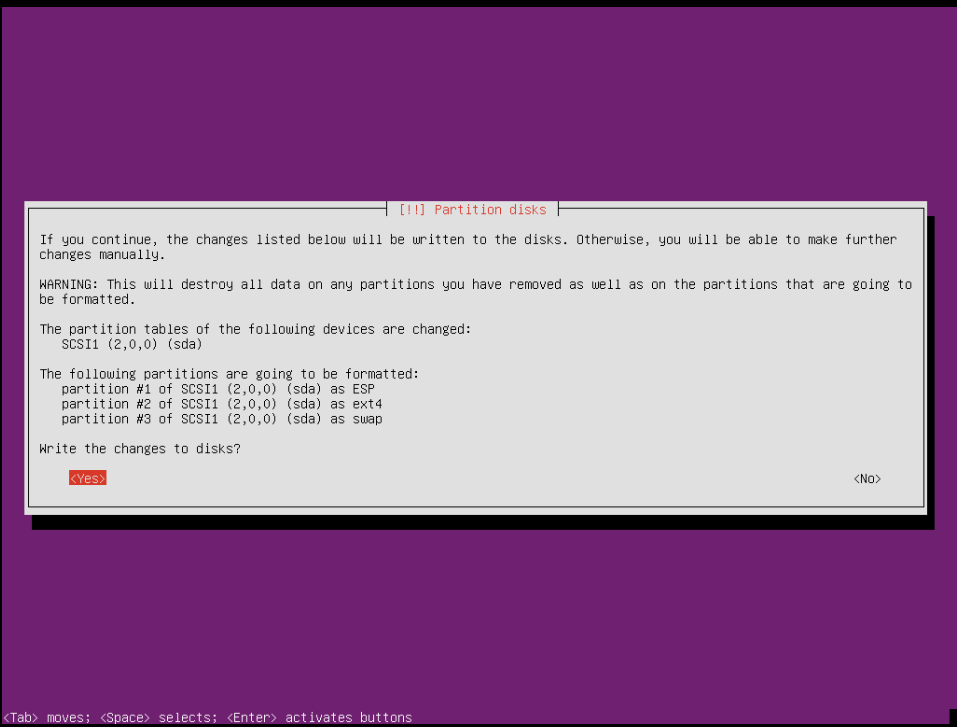 [!!] Partition disks
If you continue, the changes listed below will be written to the disks. Otherwise, you will be able to make further
changes manually.
WARNING: This will destroy all data on any partitions you have removed as well as on the partitions that are going to
be formatted.
The partition tables of the following devices are changed:
SCSI1 (2,0,0) (sda)
The following partitions are going to be formatted:
partition #1 of SCSI1 (2,0,0) (sda) as ESP
partition #2 of SCSI1 (2,0,0) (sda) as ext4
partition #3 of SCSI1 (2,0,0) (sda) as swap
Write the changes to disks?
<Yes> <No>
<Tab> moves; <Space> selects; <Enter> activates buttons